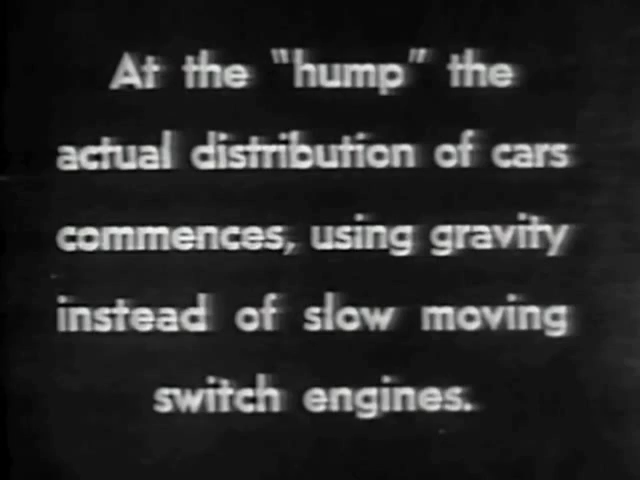 At the "hump" the
actual distribution of cars
commences, using gravity
instead of slow moving
switch engines.